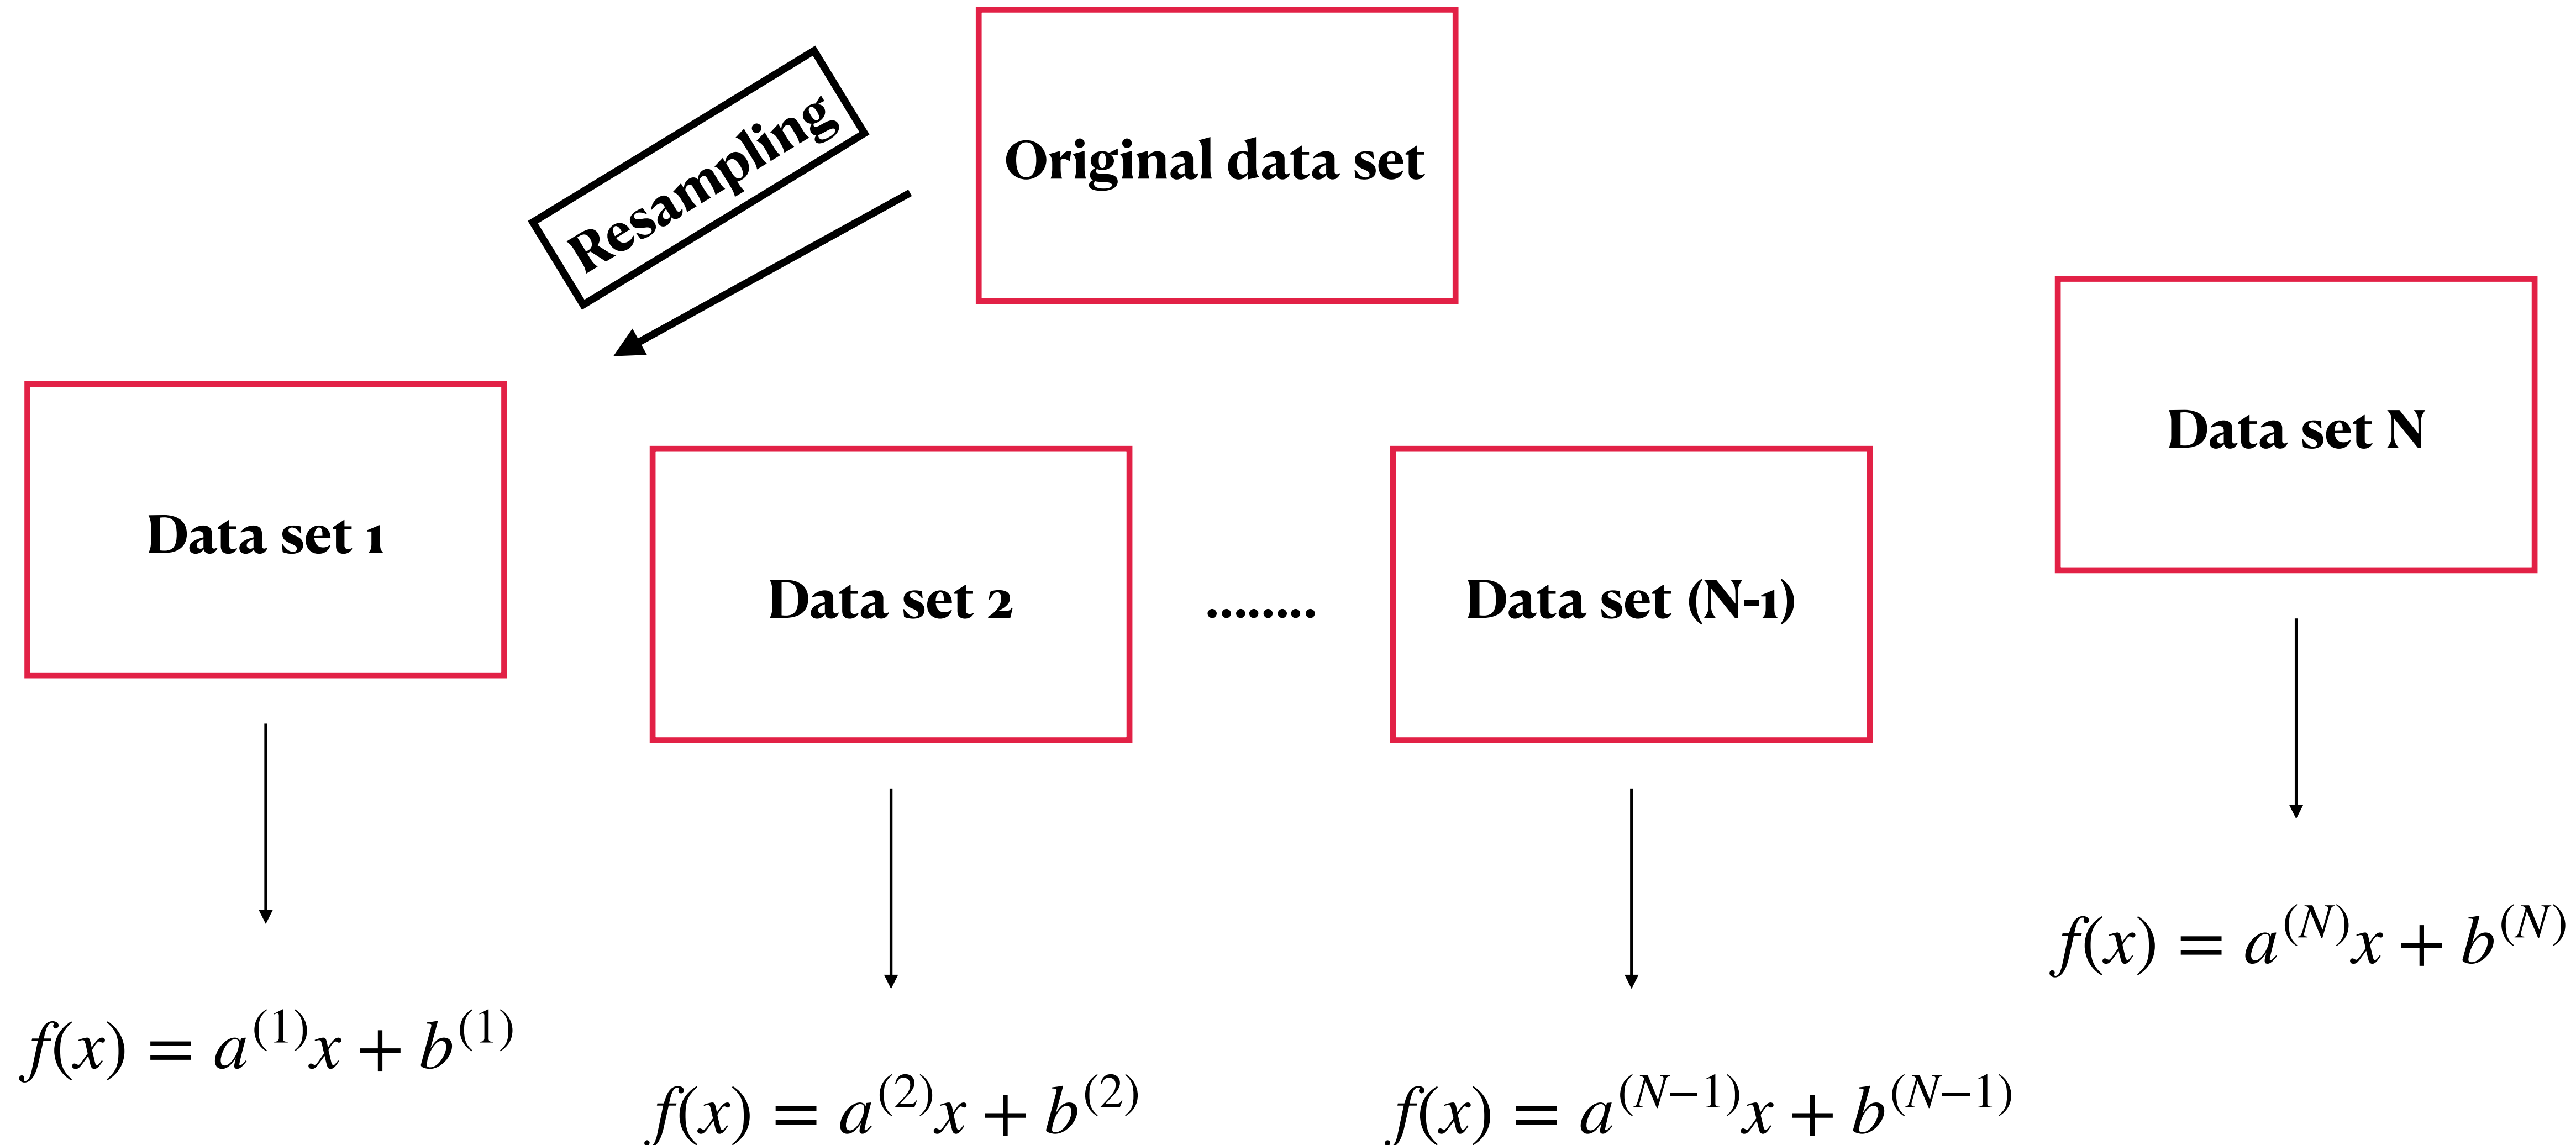 Original data set
Resampling
Data set 1
Data set 2
........
Data set (N-1)
Data set N
f(x) = a^{(1)}x + b^{(1)}
f(x) = a^{(2)}x + b^{(2)}
f(x) = a^{(N−1)}x + b^{(N−1)}
f(x) = a^{(N)}x + b^{(N)}